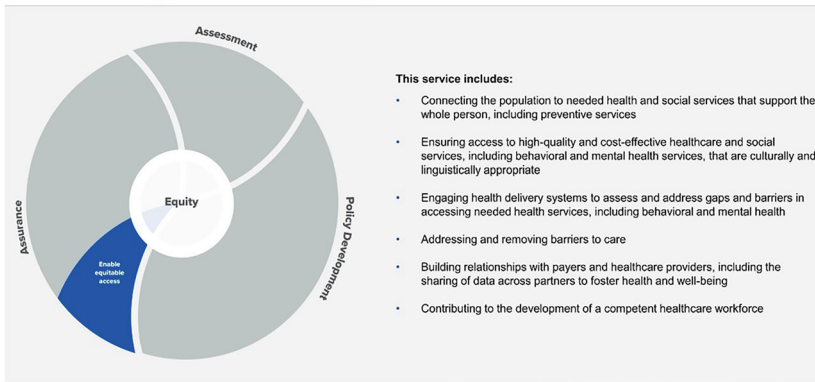 Assessment
Equity
Assurance
Policy Development
Enable
equitable
access
This service includes:
• Connecting the population to needed health and social services that support the
whole person, including preventive services
• Ensuring access to high-quality and cost-effective healthcare and social
services, including behavioral and mental health services, that are culturally and
linguistically appropriate
• Engaging health delivery systems to assess and address gaps and barriers in
accessing needed health services, including behavioral and mental health
• Addressing and removing barriers to care
• Building relationships with payers and healthcare providers, including the
sharing of data across partners to foster health and well-being
• Contributing to the development of a competent healthcare workforce